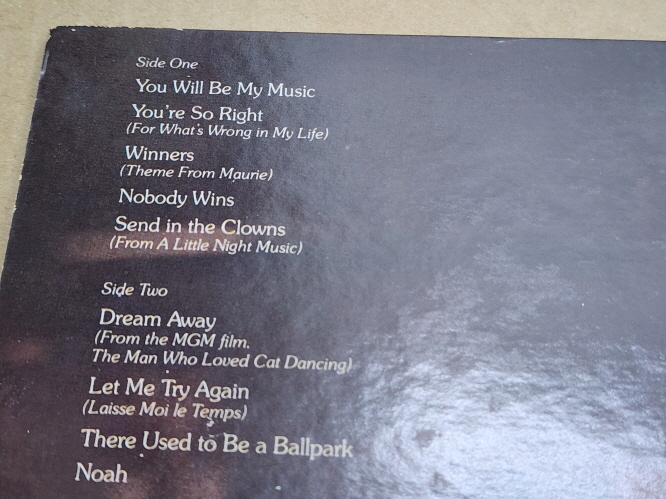 Side One
You Will Be My Music
You're So Right
(For What's Wrong in My Life)
Winners
(Theme From Maurie)
Nobody Wins
Send in the Clowns
(From A Little Night Music)
Side Two
Dream Away
(From the MGM film,
The Man Who Loved Cat Dancing)
Let Me Try Again
(Laisse Moi le Temps)
There Used to Be a Ballpark
Noah